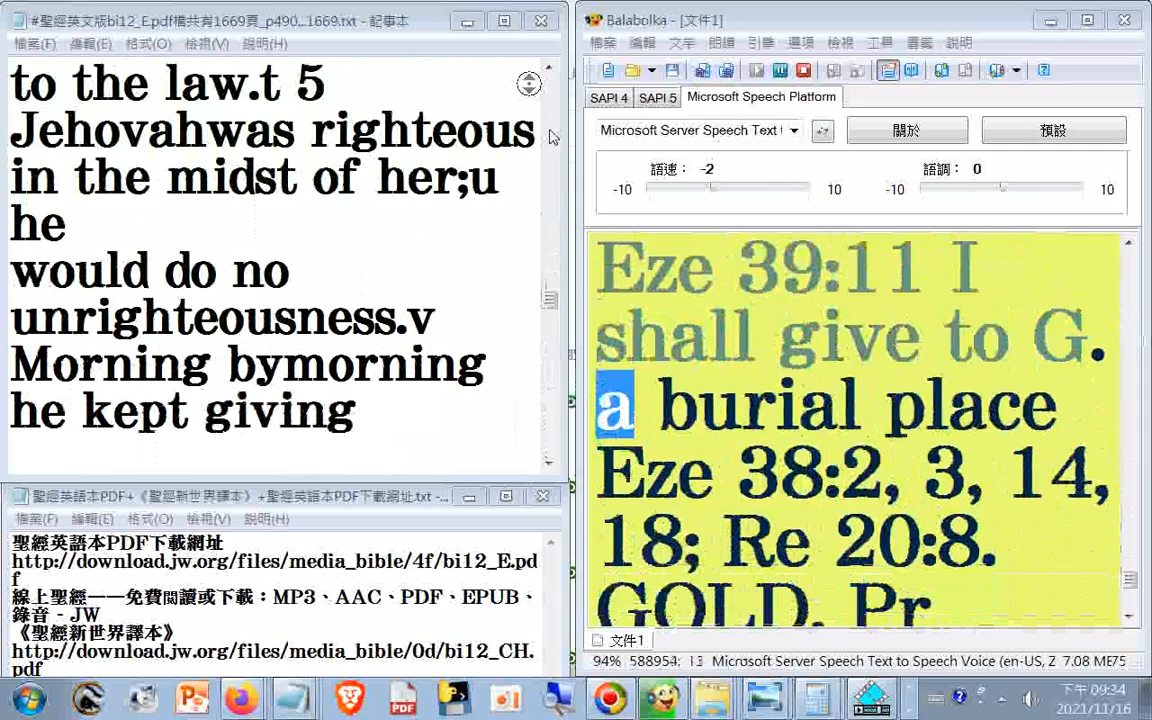 #聖經英文版bi12_E.pdf檔共有1669頁_p490...1669.txt - 記事本
檔案(F) 編輯(E) 格式(O) 檢視(V) 說明(H)
to the law.t 5
Jehovahwas righteous
in the midst of her;u
he
would do no
unrighteousness.v
Morning bymorning
he kept giving
聖經英語本PDF+《聖經新世界譯本》+聖經英語本PDF下載網址.txt -...
檔案(F) 編輯(E) 格式(O) 檢視(V) 說明(H)
聖經英語本PDF下載網址
http://download.jw.org/files/media_bible/4f/bi12_E.pd
f
線上聖經——免費閱讀或下載：MP3、AAC、PDF、EPUB、
錄音 - JW
《聖經新世界譯本》
http://download.jw.org/files/media_bible/0d/bi12_CH.
pdf
Balabolka - [文件1]
檔案 編輯 文字 朗讀 引擎 選項 檢視 工具 書籤 說明
SAPI 4 SAPI 5 Microsoft Speech Platform
Microsoft Server Speech Text 關於 預設
語速： -2 語調： 0
-10 10 -10 10
Eze 39:11 I
shall give to G.
a burial place
Eze 38:2, 3, 14,
18; Re 20:8.
GOLD, Pr
文件1
94% 588954: 13 Microsoft Server Speech Text to Speech Voice (en-US, Z 7.08 ME75
PDF
下午 09:34
2021/11/16